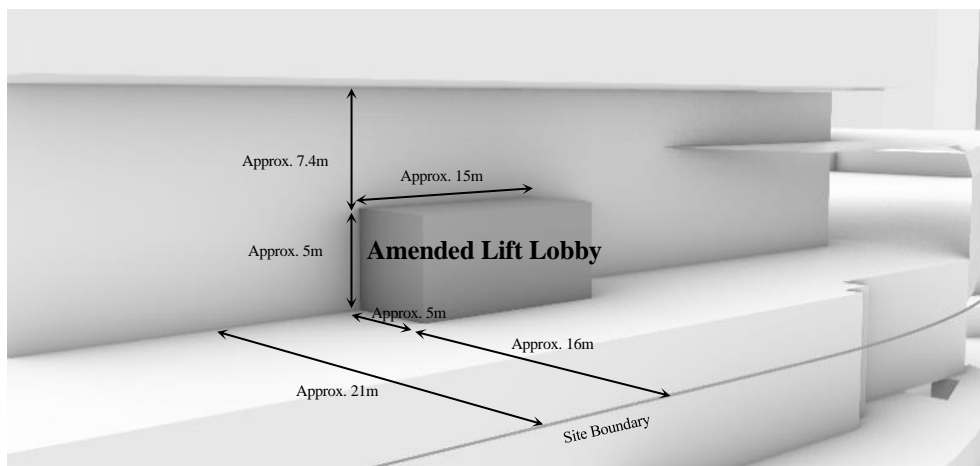 Approx. 7.4m
Approx. 15m
Approx. 5m
Amended Lift Lobby
Approx. 5m
Approx. 16m
Approx. 21m
Site Boundary